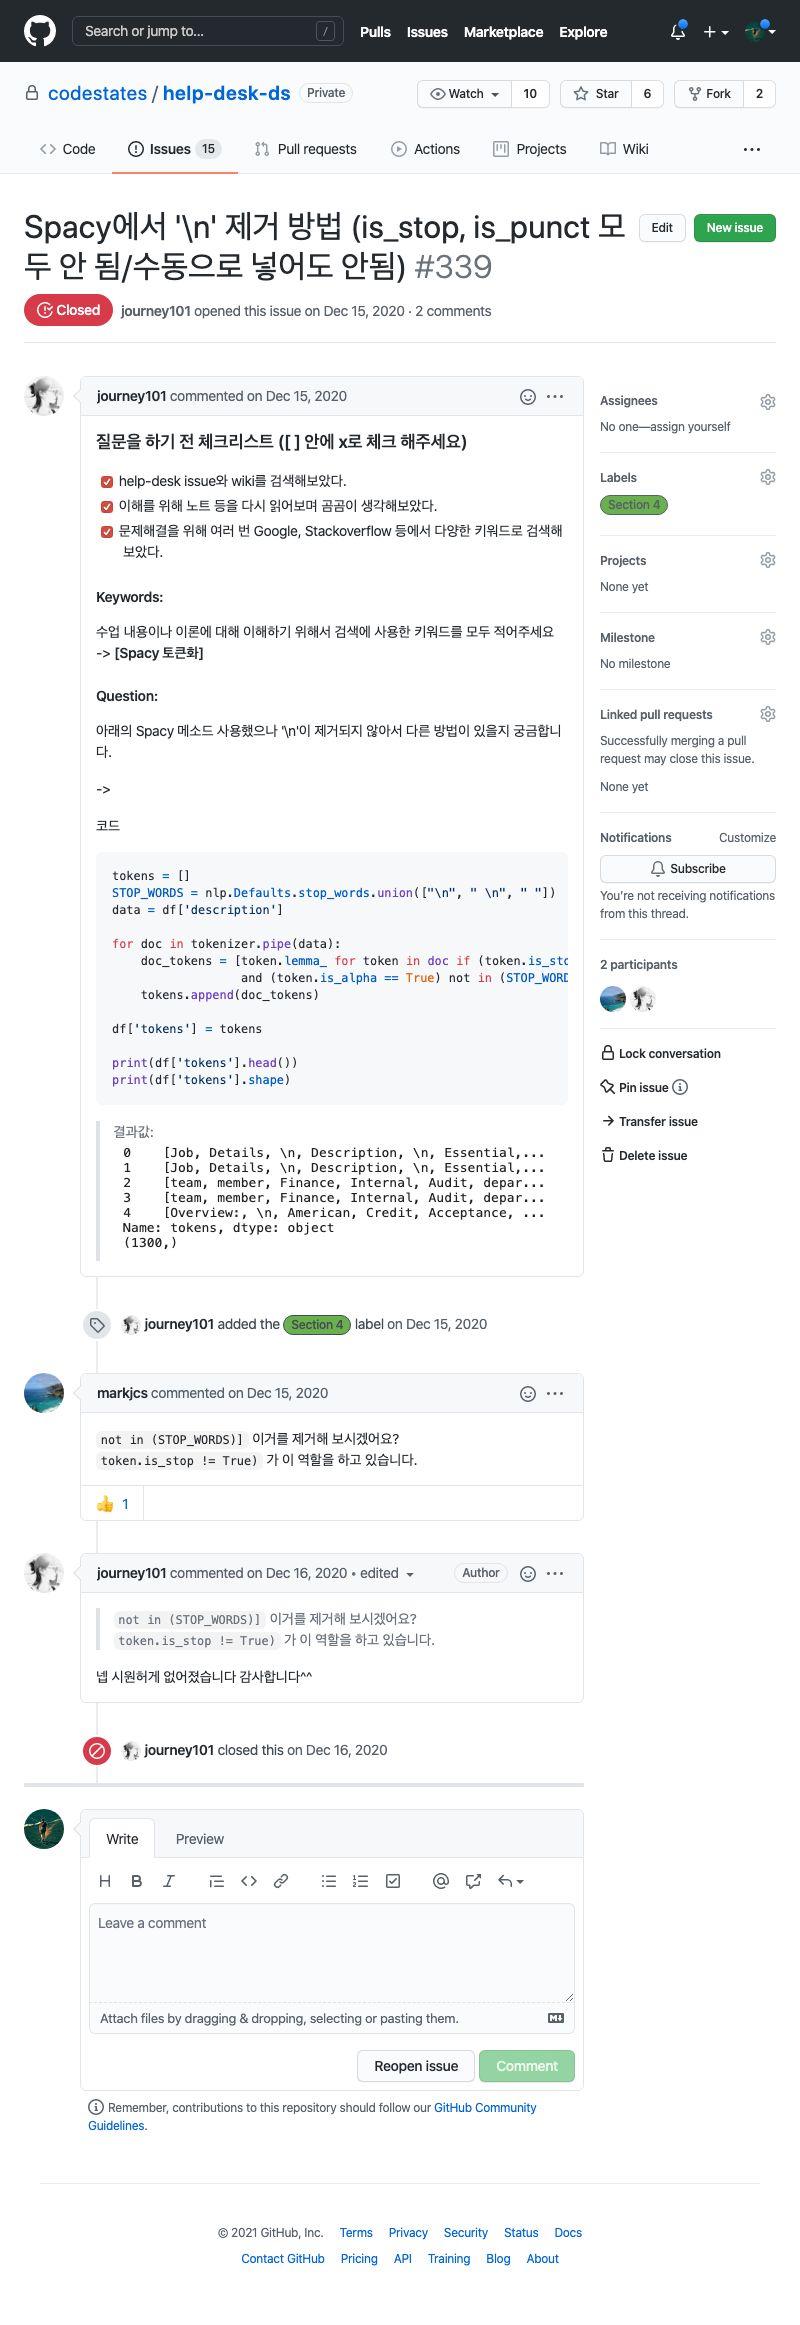 Search or jump to... /
Pulls Issues Marketplace Explore
codestates / help-desk-ds Private
Watch 10 Star 6 Fork 2
Code Issues 15 Pull requests Actions Projects Wiki ...
Spacy에서 '\n' 제거 방법 (is_stop, is_punct 모
두 안 됨/수동으로 넣어도 안됨) #339
Edit New issue
Closed journey101 opened this issue on Dec 15, 2020 · 2 comments
journey101 commented on Dec 15, 2020
질문을 하기 전 체크리스트 ([ ] 안에 x로 체크 해주세요)
help-desk issue와 wiki를 검색해보았다.
이해를 위해 노트 등을 다시 읽어보며 곰곰이 생각해보았다.
문제해결을 위해 여러 번 Google, Stackoverflow 등에서 다양한 키워드로 검색해
보았다.
Keywords:
수업 내용이나 이론에 대해 이해하기 위해서 검색에 사용한 키워드를 모두 적어주세요
-> [Spacy 토큰화]
Question:
아래의 Spacy 메소드 사용했으나 '\n'이 제거되지 않아서 다른 방법이 있을지 궁금합니
다.
->
코드
tokens = []
STOP_WORDS = nlp.Defaults.stop_words.union(["\n", " \n", " "])
data = df['description']
for doc in tokenizer.pipe(data):
doc_tokens = [token.lemma_ for token in doc if (token.is_sto
and (token.is_alpha == True) not in (STOP_WORD
tokens.append(doc_tokens)
df['tokens'] = tokens
print(df['tokens'].head())
print(df['tokens'].shape)
결과값:
0 [Job, Details, \n, Description, \n, Essential,...
1 [Job, Details, \n, Description, \n, Essential,...
2 [team, member, Finance, Internal, Audit, depar...
3 [team, member, Finance, Internal, Audit, depar...
4 [Overview:, \n, American, Credit, Acceptance, ...
Name: tokens, dtype: object
(1300,)
Assignees
No one—assign yourself
Labels
Section 4
Projects
None yet
Milestone
No milestone
Linked pull requests
Successfully merging a pull
request may close this issue.
None yet
Notifications Customize
Subscribe
You're not receiving notifications
from this thread.
2 participants
Lock conversation
Pin issue
Transfer issue
Delete issue
journey101 added the Section 4 label on Dec 15, 2020
markjcs commented on Dec 15, 2020
not in (STOP_WORDS)] 이거를 제거해 보시겠어요?
token.is_stop != True) 가 이 역할을 하고 있습니다.
👍 1
journey101 commented on Dec 16, 2020 • edited Author
not in (STOP_WORDS)] 이거를 제거해 보시겠어요?
token.is_stop != True) 가 이 역할을 하고 있습니다.
넵 시원허게 없어졌습니다 감사합니다^^
journey101 closed this on Dec 16, 2020
Write Preview
H B I
Leave a comment
Attach files by dragging & dropping, selecting or pasting them.
Reopen issue Comment
Remember, contributions to this repository should follow our GitHub Community
Guidelines.
© 2021 GitHub, Inc. Terms Privacy Security Status Docs
Contact GitHub Pricing API Training Blog About